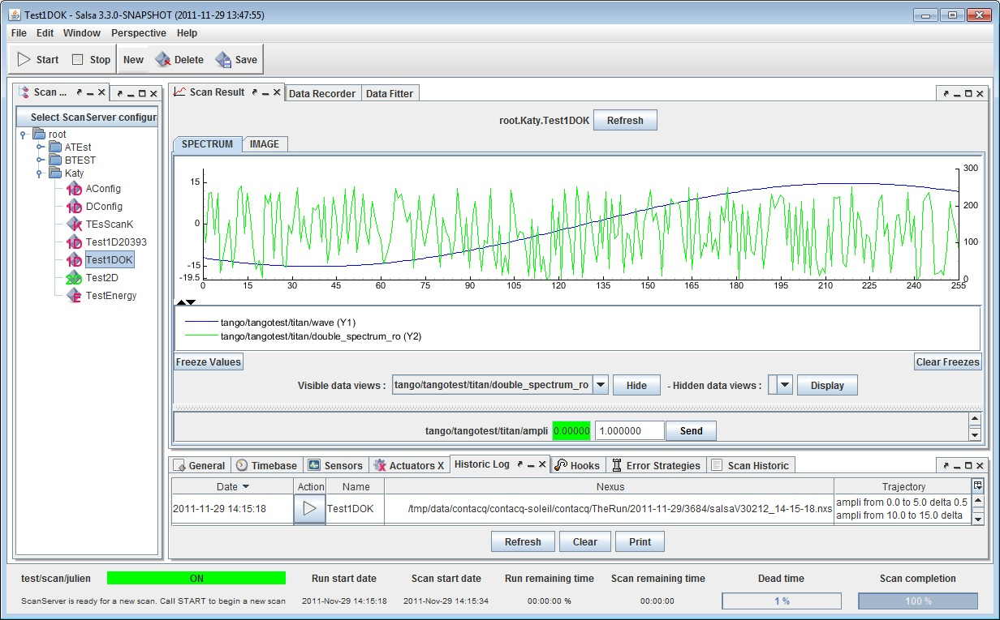 Test1DOK - Salsa 3.3.0-SNAPSHOT (2011-11-29 13:47:55)
File Edit Window Perspective Help
Start Stop New Delete Save
Scan ...
Select ScanServer configura
root
ATEst
BTEST
Katy
AConfig
DConfig
TEsScanK
Test1D20393
Test1DOK
Test2D
TestEnergy
Scan Result Data Recorder Data Fitter
root.Katy.Test1DOK Refresh
SPECTRUM IMAGE
15
0
-15
-19.5
300
200
100
0
0 15 30 45 60 75 90 105 120 135 145 165 180 195 210 225 240 255
tango/tangotest/titan/wave (Y1)
tango/tangotest/titan/double_spectrum_ro (Y2)
Freeze Values Clear Freezes
Visible data views : tango/tangotest/titan/double_spectrum_ro Hide - Hidden data views : Display
tango/tangotest/titan/ampli 0.00000 1.000000 Send
General Timebase Sensors Actuators X Historic Log Hooks Error Strategies Scan Historic
Date Action Name Nexus Trajectory
2011-11-29 14:15:18 Test1DOK /tmp/data/contacq/contacq-soleil/contacq/TheRun/2011-11-29/3684/salsaV30212_14-15-18.nxs ampli from 0.0 to 5.0 delta 0.5
ampli from 10.0 to 15.0 delta
Refresh Clear Print
test/scan/julien ON Run start date Scan start date Run remaining time Scan remaining time Dead time Scan completion
ScanServer is ready for a new scan. Call START to begin a new scan 2011-Nov-29 14:15:18 2011-Nov-29 14:15:34 00:00:00 % 00:00:00 1 % 100 %